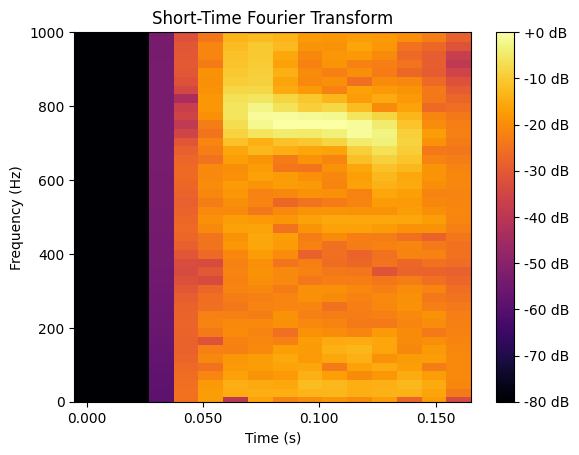 Short-Time Fourier Transform
1000
800
600
400
200
0
Frequency (Hz)
0.000
0.050
0.100
0.150
Time (s)
+0 dB
-10 dB
-20 dB
-30 dB
-40 dB
-50 dB
-60 dB
-70 dB
-80 dB